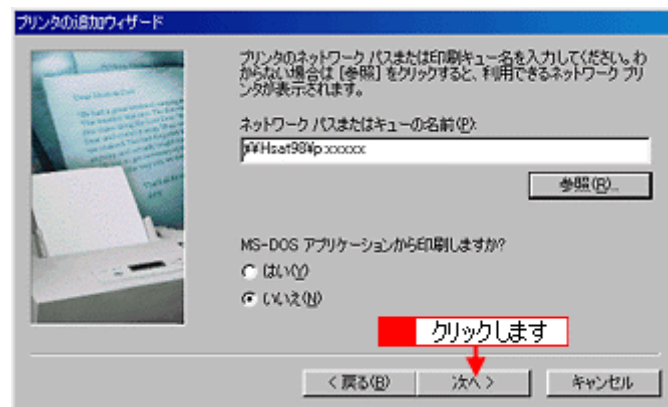 プリンタの追加ウィザード
プリンタのネットワーク パスまたは印刷キュー名を入力してください。わ
からない場合は [参照] をクリックすると、利用できるネットワーク プリ
ンタが表示されます。
ネットワーク パスまたはキューの名前(P):
¥¥Hsat98¥pxxxxxx
参照(R)...
MS-DOS アプリケーションから印刷しますか?
はい(Y)
いいえ(N)
クリックします
< 戻る(B)
次へ >
キャンセル